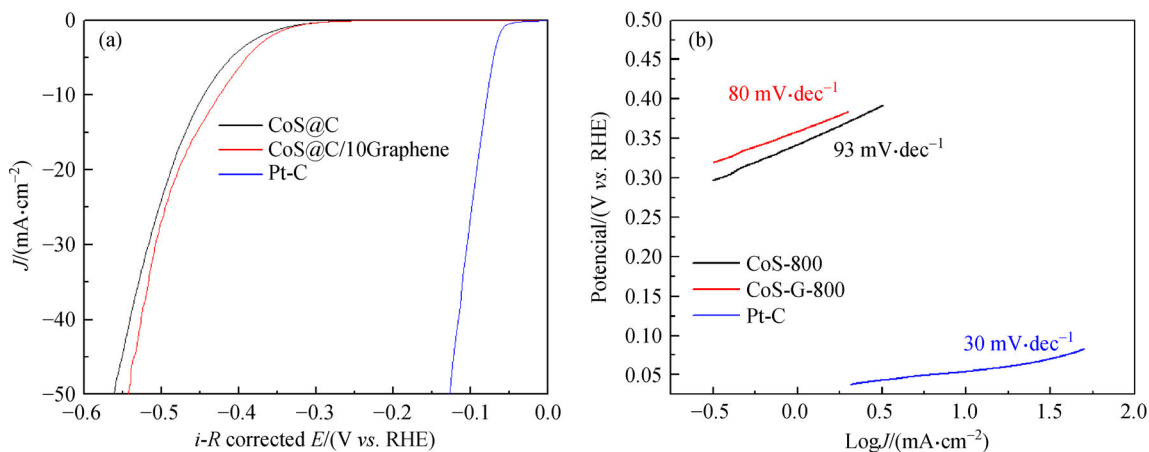 (a)
J/(mA·cm⁻²)
0
−10
−20
−30
−40
−50
CoS@C
CoS@C/10Graphene
Pt-C
−0.6
−0.5
−0.4
−0.3
−0.2
−0.1
0.0
i-R corrected E/(V vs. RHE)
(b)
Potencial/(V vs. RHE)
0.50
0.45
0.40
0.35
0.30
0.25
0.20
0.15
0.10
0.05
80 mV·dec⁻¹
93 mV·dec⁻¹
CoS-800
CoS-G-800
Pt-C
30 mV·dec⁻¹
−0.5
0.0
0.5
1.0
1.5
2.0
LogJ/(mA·cm⁻²)